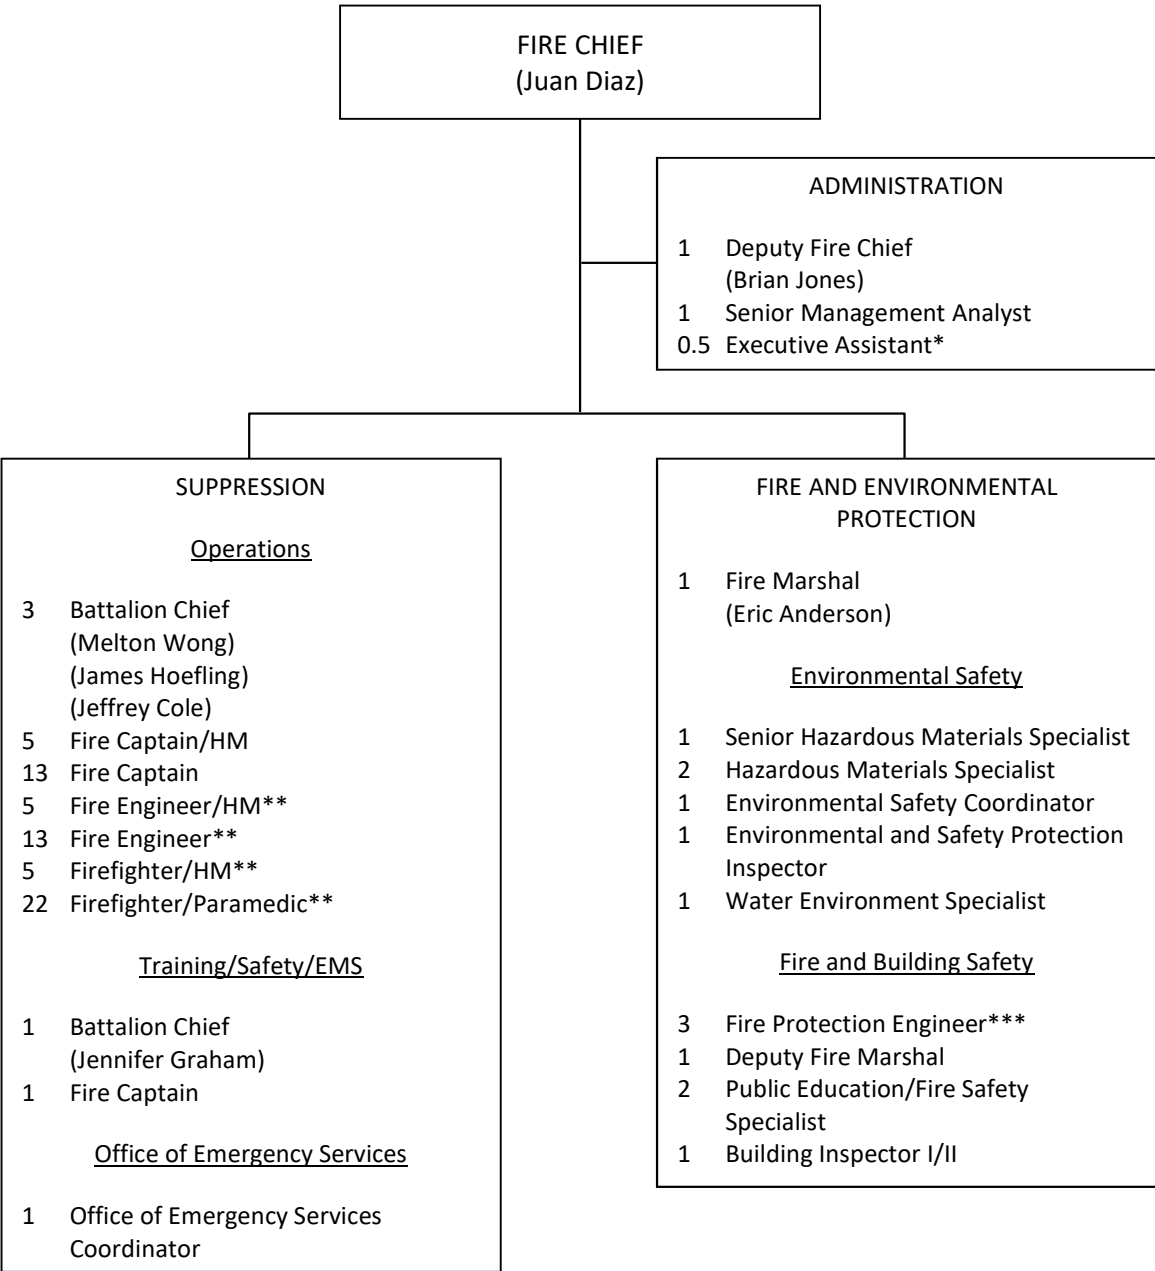 FIRE CHIEF
(Juan Diaz)
ADMINISTRATION
1 Deputy Fire Chief
(Brian Jones)
1 Senior Management Analyst
0.5 Executive Assistant*
SUPPRESSION
Operations
3 Battalion Chief
(Melton Wong)
(James Hoefling)
(Jeffrey Cole)
5 Fire Captain/HM
13 Fire Captain
5 Fire Engineer/HM**
13 Fire Engineer**
5 Firefighter/HM**
22 Firefighter/Paramedic**
Training/Safety/EMS
1 Battalion Chief
(Jennifer Graham)
1 Fire Captain
Office of Emergency Services
1 Office of Emergency Services
Coordinator
FIRE AND ENVIRONMENTAL
PROTECTION
1 Fire Marshal
(Eric Anderson)
Environmental Safety
1 Senior Hazardous Materials Specialist
2 Hazardous Materials Specialist
1 Environmental Safety Coordinator
1 Environmental and Safety Protection
Inspector
1 Water Environment Specialist
Fire and Building Safety
3 Fire Protection Engineer***
1 Deputy Fire Marshal
2 Public Education/Fire Safety
Specialist
1 Building Inspector I/II